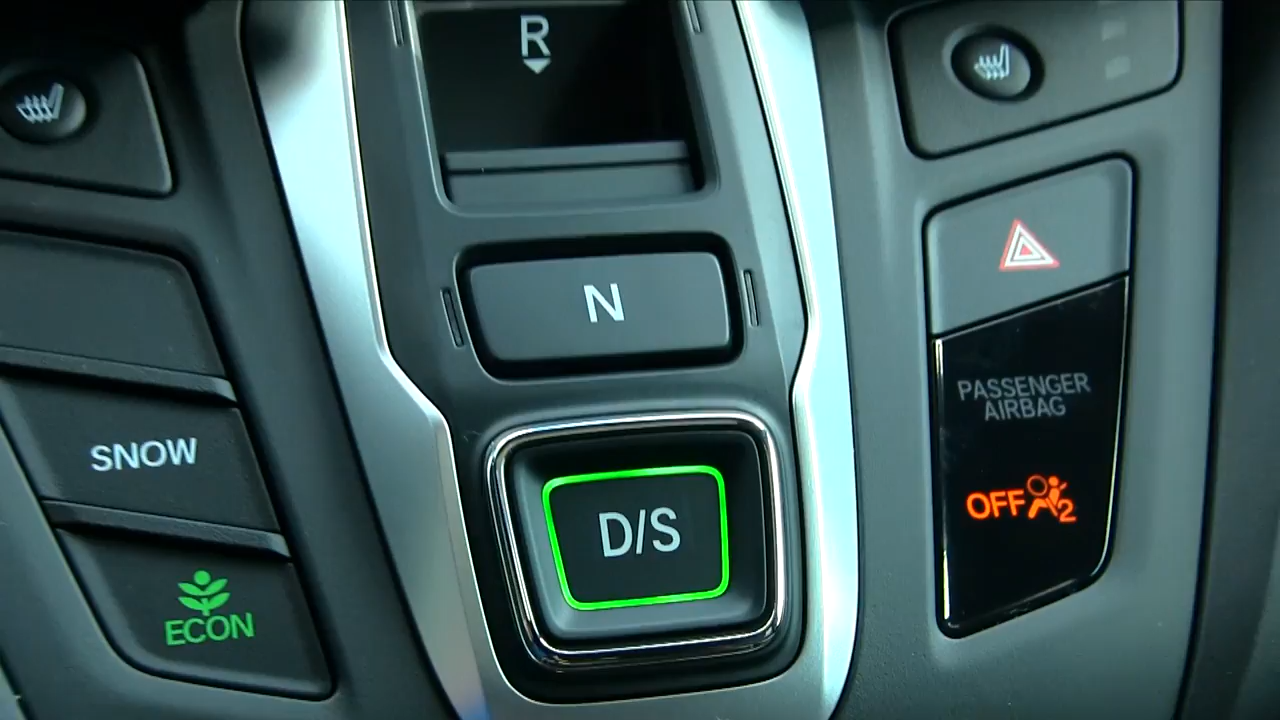 R
N
SNOW
D/S
ECON
PASSENGER
AIRBAG
OFF 2